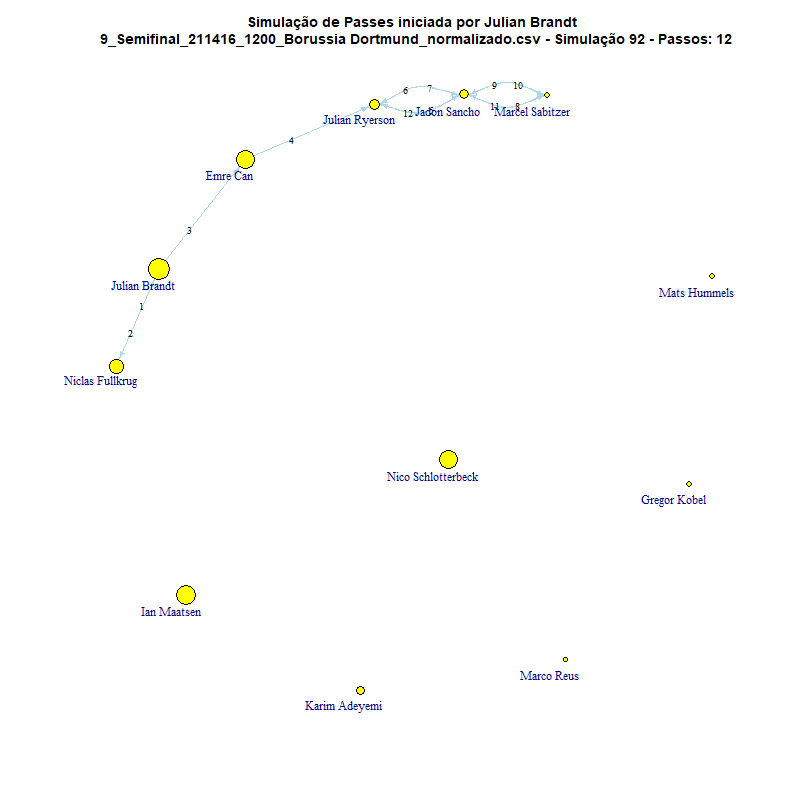 Simulação de Passes iniciada por Julian Brandt
9_Semifinal_211416_1200_Borussia Dortmund_normalizado.csv - Simulação 92 - Passos: 12
6 7 9 10
12 11 8
Julian Ryerson Jadon Sancho Marcel Sabitzer
4
Emre Can
3
Julian Brandt
Mats Hummels
1
2
Niclas Fullkrug
Nico Schlotterbeck
Gregor Kobel
Ian Maatsen
Marco Reus
Karim Adeyemi